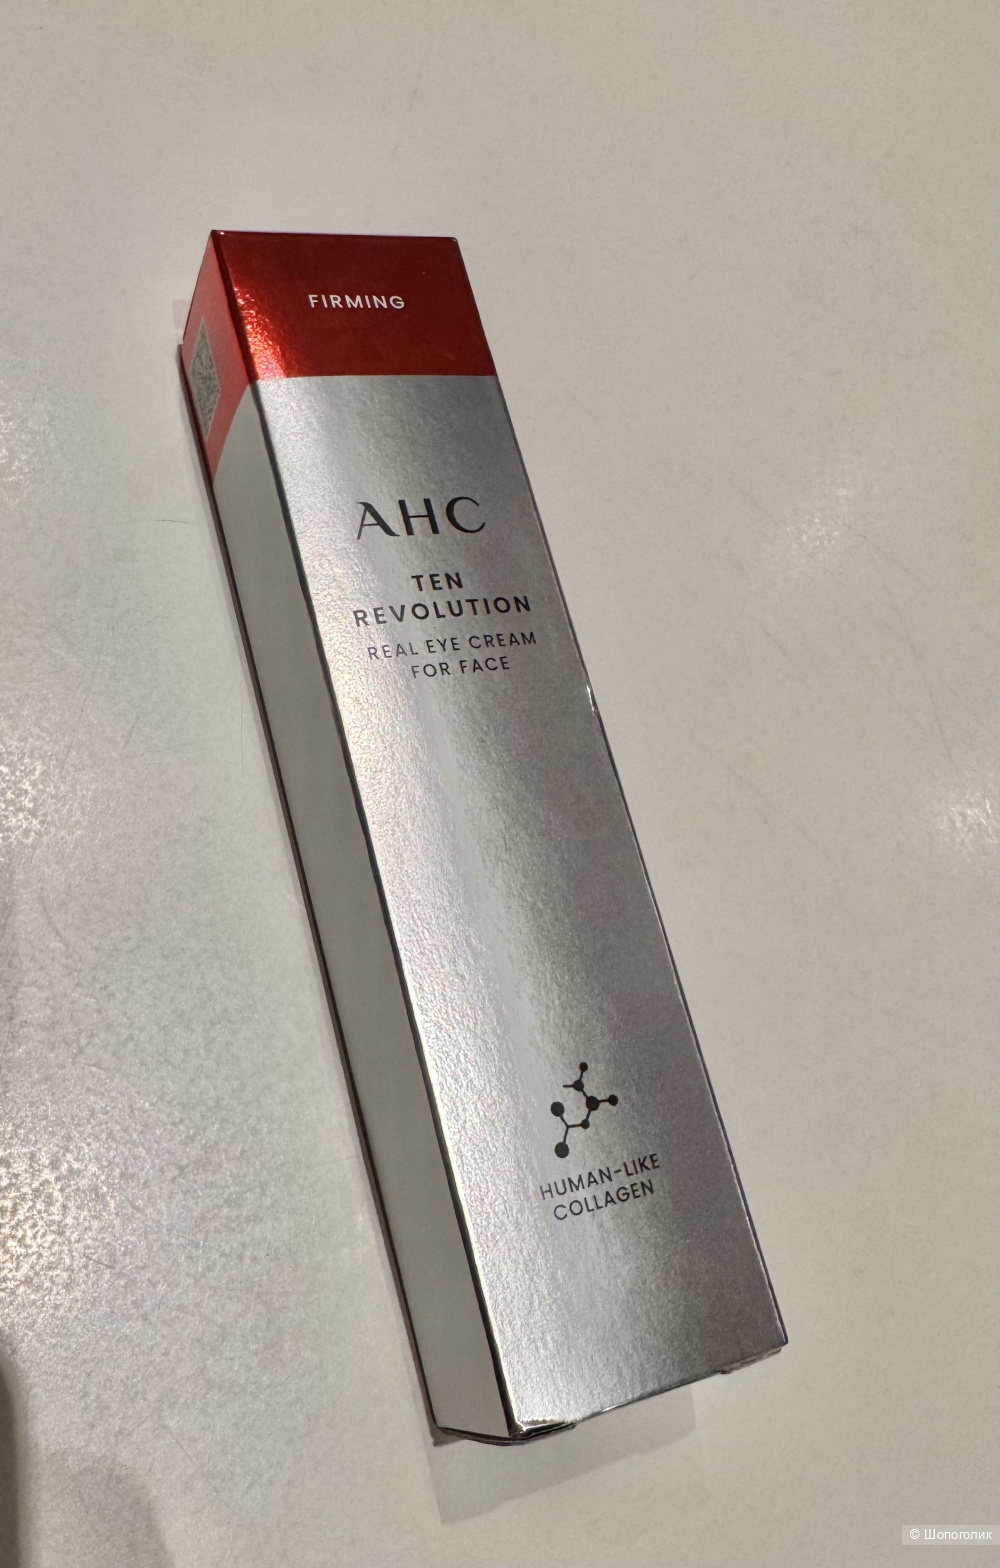 FIRMING
AHC
TEN
REVOLUTION
REAL EYE CREAM
FOR FACE
HUMAN-LIKE
COLLAGEN
© Шопоголик